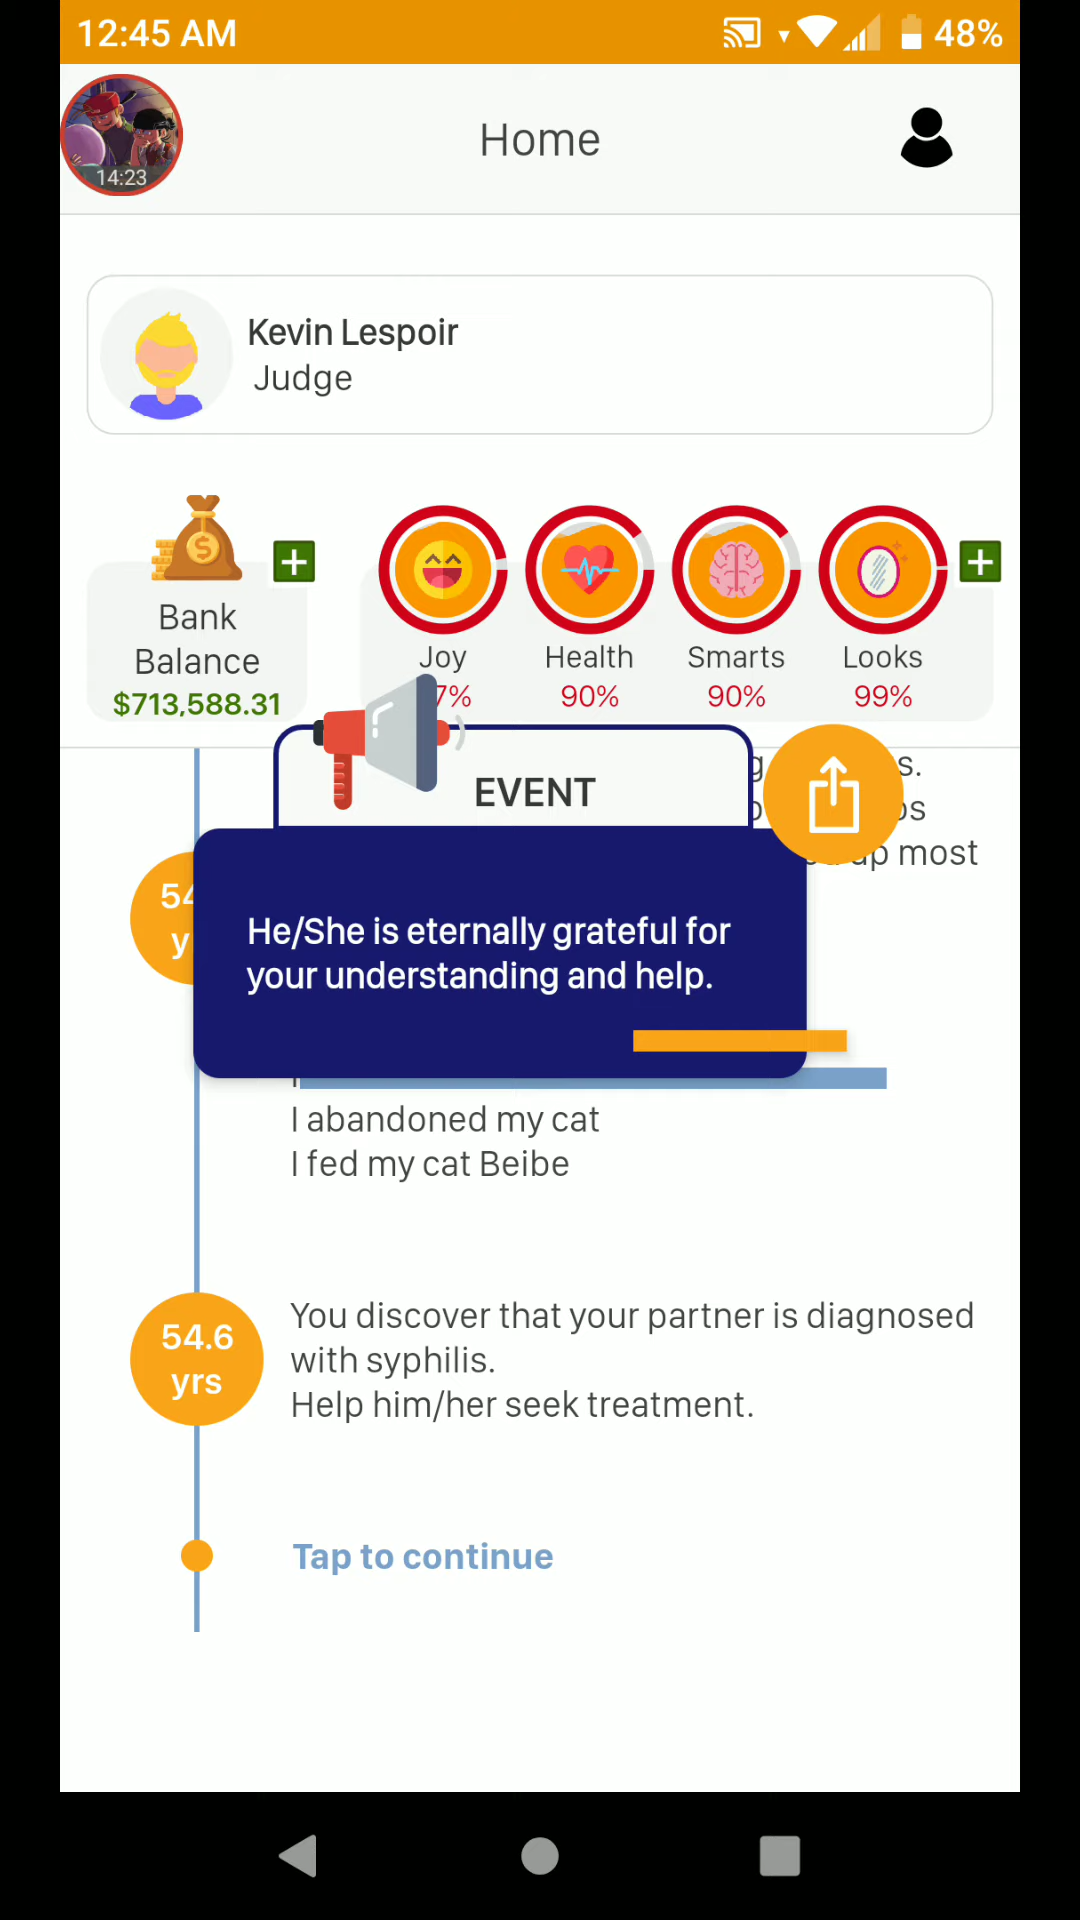 12:45 AM
48%
14:23
Home
Kevin Lespoir
Judge
Bank
Balance
$713,588.31
Joy
7%
Health
90%
Smarts
90%
Looks
99%
EVENT
most
He/She is eternally grateful for
your understanding and help.
I abandoned my cat
I fed my cat Beibe
54.6
yrs
You discover that your partner is diagnosed
with syphilis.
Help him/her seek treatment.
Tap to continue